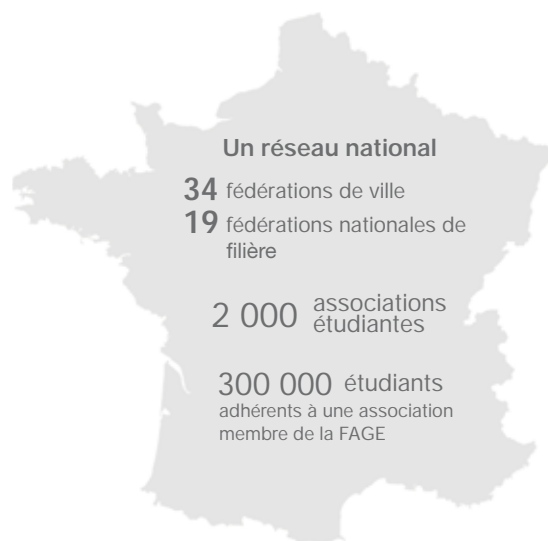 Un réseau national
34 fédérations de ville
19 fédérations nationales de
filière
2 000 associations
étudiantes
300 000 étudiants
adhérents à une association
membre de la FAGE